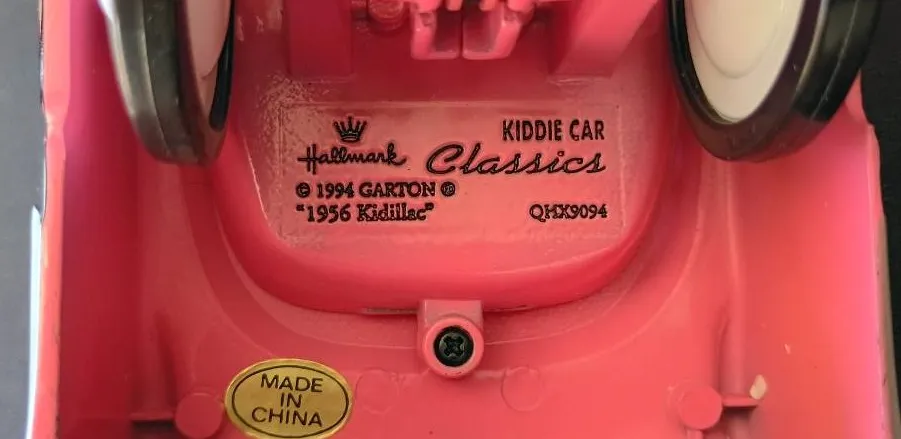 Hallmark
KIDDIE CAR
Classics
© 1994 GARTON ®
"1956 Kidillac"
QHX9094
MADE
IN
CHINA